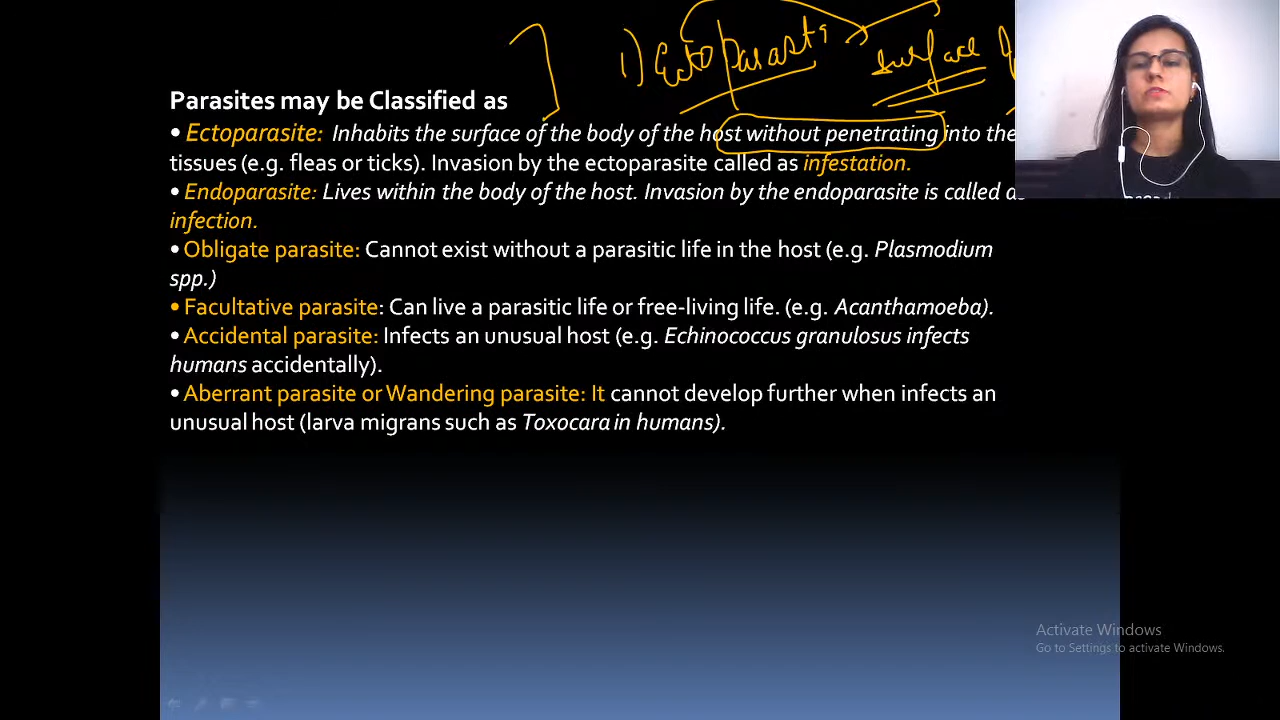 1) Ectoparasite surface
Parasites may be Classified as
• Ectoparasite: Inhabits the surface of the body of the host without penetrating into the
tissues (e.g. fleas or ticks). Invasion by the ectoparasite called as infestation.
• Endoparasite: Lives within the body of the host. Invasion by the endoparasite is called as
infection.
• Obligate parasite: Cannot exist without a parasitic life in the host (e.g. Plasmodium
spp.)
• Facultative parasite: Can live a parasitic life or free-living life. (e.g. Acanthamoeba).
• Accidental parasite: Infects an unusual host (e.g. Echinococcus granulosus infects
humans accidentally).
• Aberrant parasite or Wandering parasite: It cannot develop further when infects an
unusual host (larva migrans such as Toxocara in humans).
Activate Windows
Go to Settings to activate Windows.